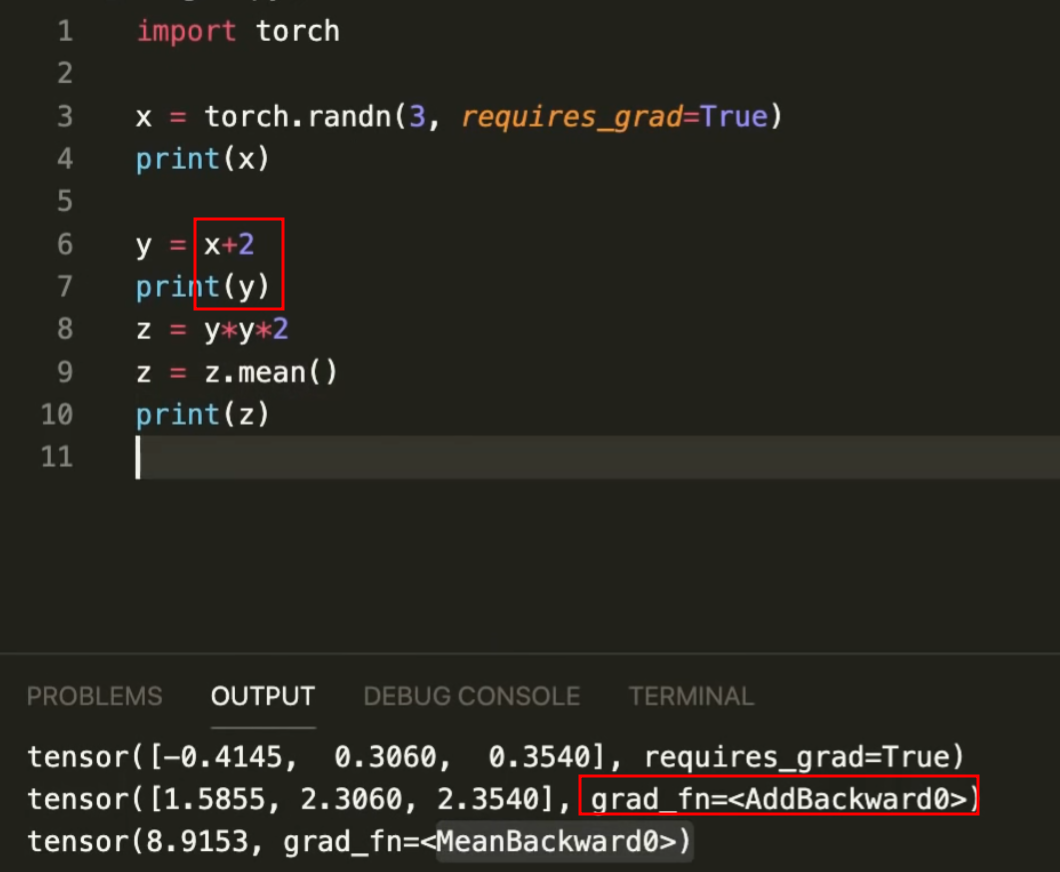 1 import torch
2
3 x = torch.randn(3, requires_grad=True)
4 print(x)
5
6 y = x+2
7 print(y)
8 z = y*y*2
9 z = z.mean()
10 print(z)
11
PROBLEMS OUTPUT DEBUG CONSOLE TERMINAL
tensor([-0.4145, 0.3060, 0.3540], requires_grad=True)
tensor([1.5855, 2.3060, 2.3540], grad_fn=<AddBackward0>)
tensor(8.9153, grad_fn=<MeanBackward0>)